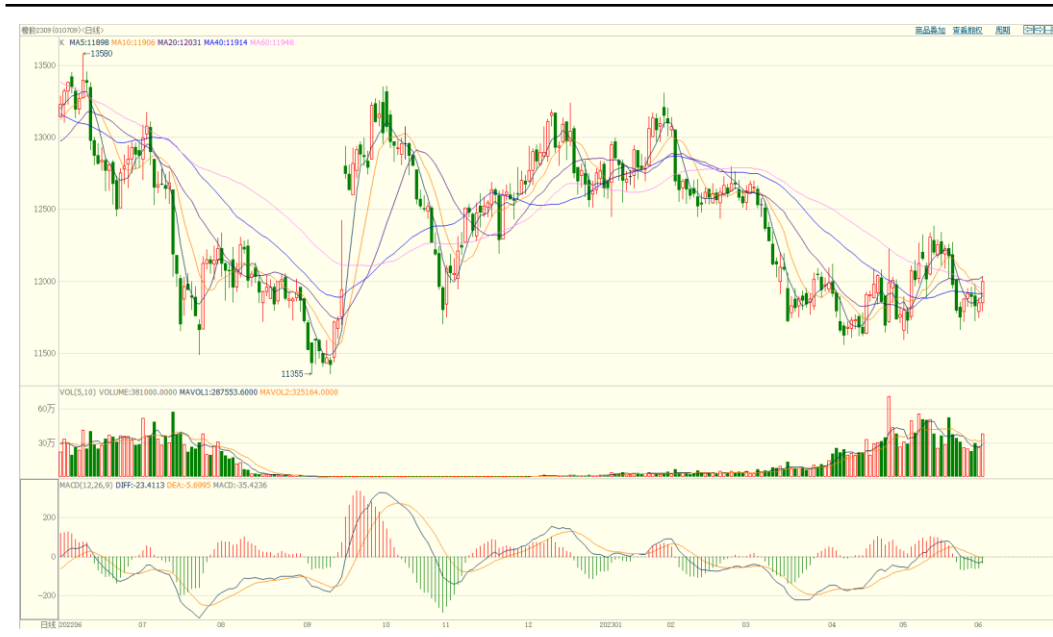 橡胶2309(010709)<日线>
商品叠加 查看期权 周期
K MA5:11898 MA10:11906 MA20:12031 MA40:11914 MA60:11948
←13580
13500
13000
12500
12000
11500
11355→
VOL(5,10) VOLUME:381000.0000 MAVOL1:287553.6000 MAVOL2:325164.0000
60万
30万
MACD(12,26,9) DIFF:-23.4113 DEA:-5.6995 MACD:-35.4236
200
0
-200
日线 202206 07 08 09 10 11 12 202301 02 03 04 05 06